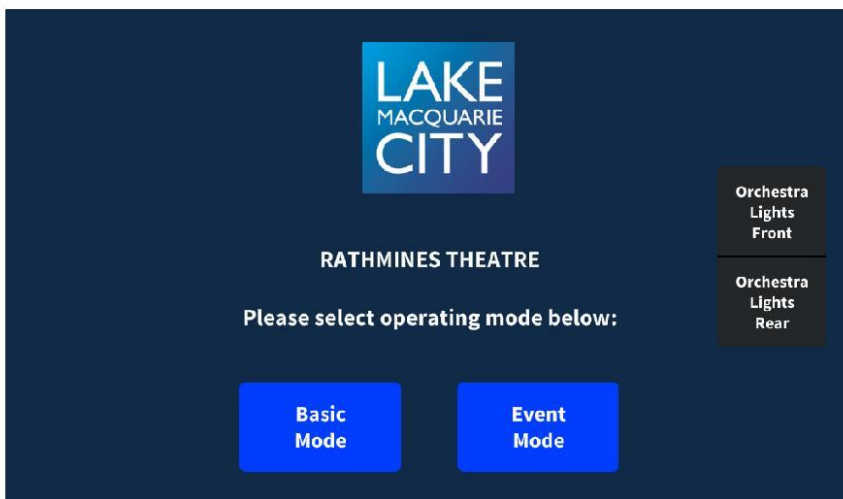 LAKE
MACQUARIE
CITY
RATHMINES THEATRE
Please select operating mode below:
Basic
Mode
Event
Mode
Orchestra
Lights
Front
Orchestra
Lights
Rear